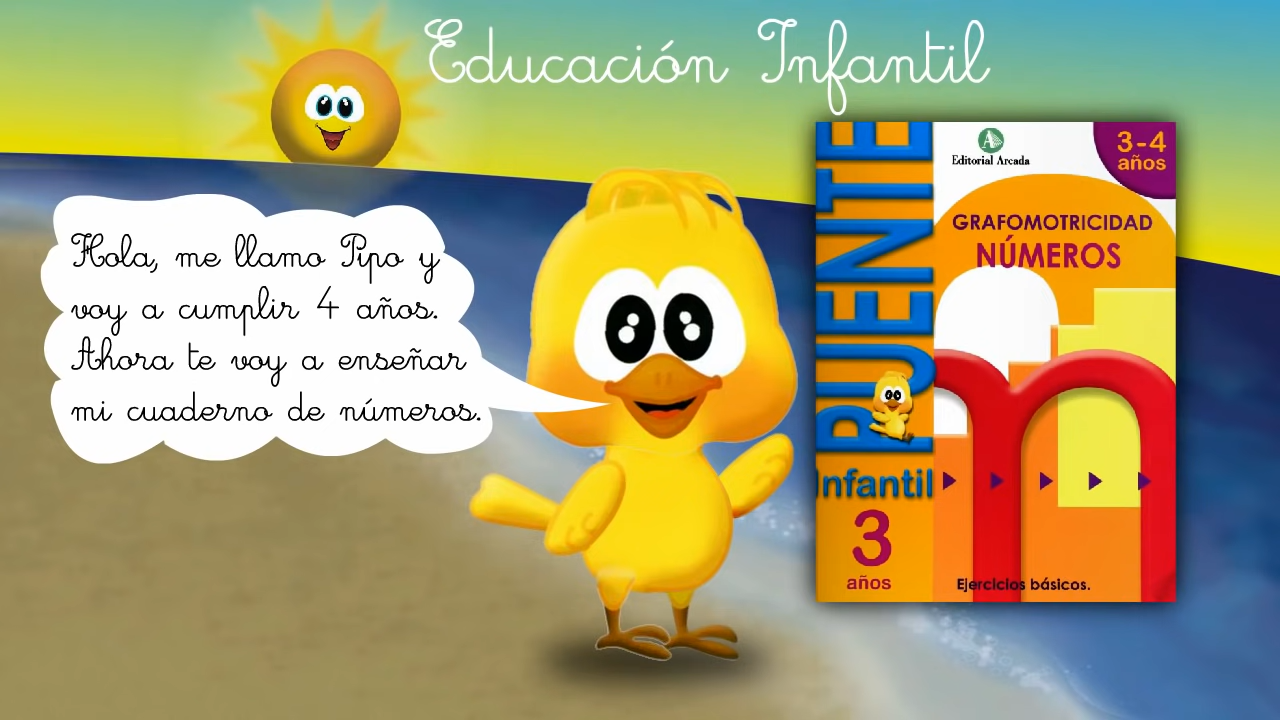 Educación Infantil
Hola, me llamo Pipo y
voy a cumplir 4 años.
Ahora te voy a enseñar
mi cuaderno de números.
PUENTE
Infantil
3
años
Editorial Arcada
3-4
años
GRAFOMOTRICIDAD
NÚMEROS
Ejercicios básicos.